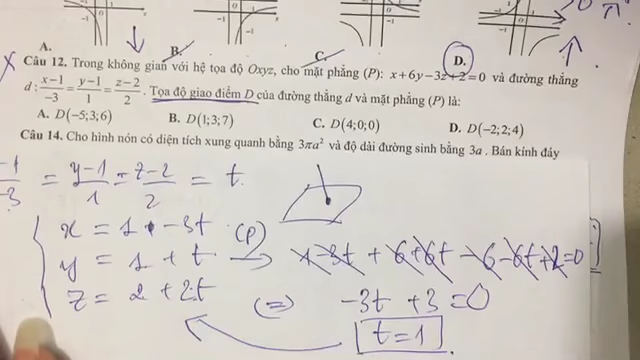 A.
B.
C.
D.
Câu 12. Trong không gian với hệ tọa độ Oxyz, cho mặt phẳng (P): x+6y−3z+2=0 và đường thẳng
d: (x−1)/−3 = (y−1)/1 = (z−2)/2 . Tọa độ giao điểm D của đường thẳng d và mặt phẳng (P) là:
A. D(−5;3;6) B. D(1;3;7) C. D(4;0;0) D. D(−2;2;4)
Câu 14. Cho hình nón có diện tích xung quanh bằng 3πa² và độ dài đường sinh bằng 3a . Bán kính đáy
−1/−3 = y−1/1 = z−2/2 = t.
x = 1 −3t (P)
y = 1 + t → 1−3t + 6+6t −6−6t+2=0
z = 2 + 2t (=) −3t +3 =0
t=1